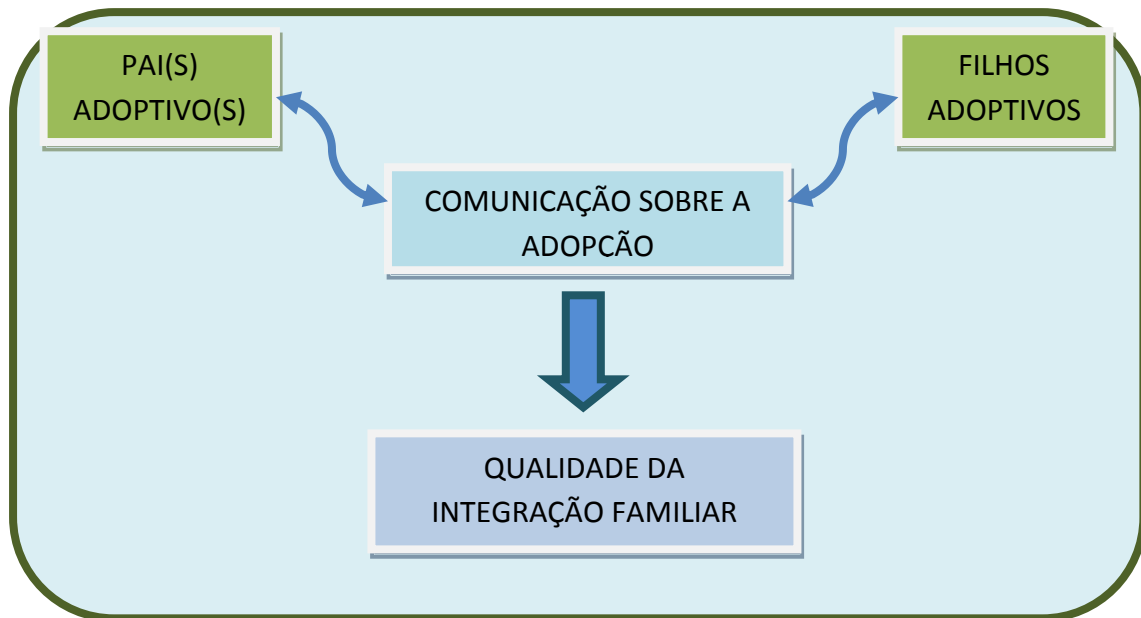 PAI(S)
ADOPTIVO(S)
FILHOS
ADOPTIVOS
COMUNICAÇÃO SOBRE A
ADOPCÃO
QUALIDADE DA
INTEGRAÇÃO FAMILIAR